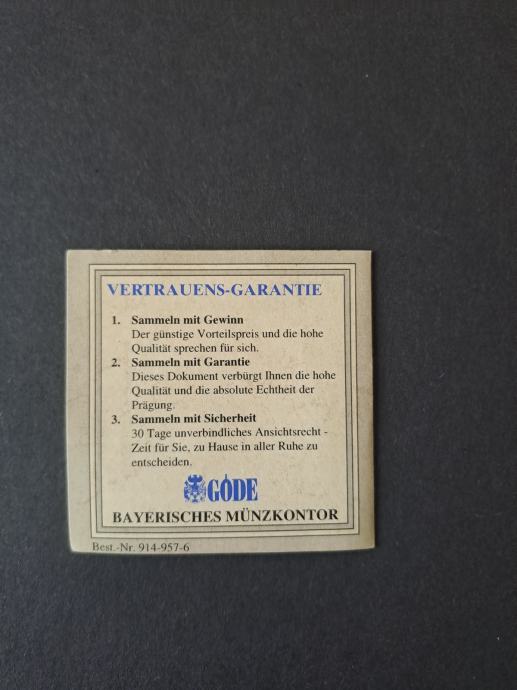 VERTRAUENS-GARANTIE
1. Sammeln mit Gewinn
Der günstige Vorteilspreis und die hohe
Qualität sprechen für sich.
2. Sammeln mit Garantie
Dieses Dokument verbürgt Ihnen die hohe
Qualität und die absolute Echtheit der
Prägung.
3. Sammeln mit Sicherheit
30 Tage unverbindliches Ansichtsrecht -
Zeit für Sie, zu Hause in aller Ruhe zu
entscheiden.
GÖDE
BAYERISCHES MÜNZKONTOR
Best.-Nr. 914-957-6